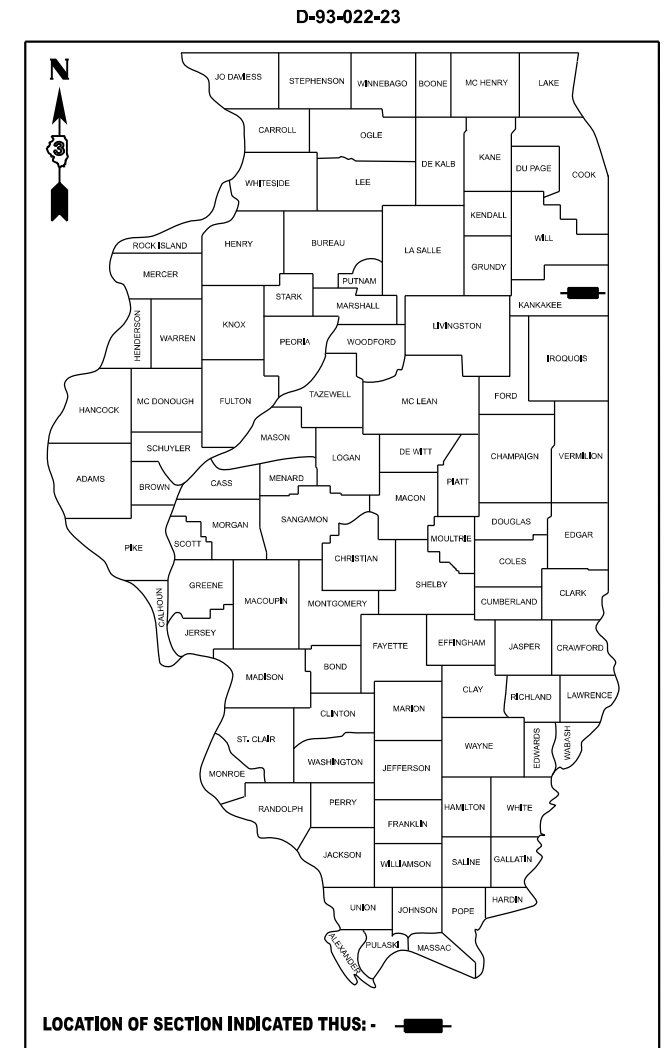 D-93-022-23
N
3
JO DAVIESS
STEPHENSON
WINNEBAGO
BOONE
MC HENRY
LAKE
CARROLL
OGLE
DE KALB
KANE
DU PAGE
COOK
WHITESIDE
LEE
KENDALL
WILL
ROCK ISLAND
HENRY
BUREAU
LA SALLE
GRUNDY
MERCER
PUTNAM
STARK
MARSHALL
KANKAKEE
HENDERSON
WARREN
KNOX
PEORIA
WOODFORD
LIVINGSTON
IROQUOIS
HANCOCK
MC DONOUGH
FULTON
TAZEWELL
MC LEAN
FORD
MASON
SCHUYLER
LOGAN
DE WITT
CHAMPAIGN
VERMILION
ADAMS
BROWN
CASS
MENARD
PIATT
MACON
MORGAN
SANGAMON
DOUGLAS
EDGAR
PIKE
SCOTT
CHRISTIAN
MOULTRIE
COLES
SHELBY
GREENE
CALHOUN
MACOUPIN
MONTGOMERY
CUMBERLAND
CLARK
JERSEY
FAYETTE
EFFINGHAM
JASPER
CRAWFORD
MADISON
BOND
CLAY
RICHLAND
LAWRENCE
CLINTON
MARION
ST. CLAIR
WAYNE
EDWARDS
WABASH
MONROE
WASHINGTON
JEFFERSON
RANDOLPH
PERRY
HAMILTON
WHITE
FRANKLIN
JACKSON
WILLIAMSON
SALINE
GALLATIN
UNION
JOHNSON
POPE
HARDIN
ALEXANDER
PULASKI
MASSAC
LOCATION OF SECTION INDICATED THUS: -